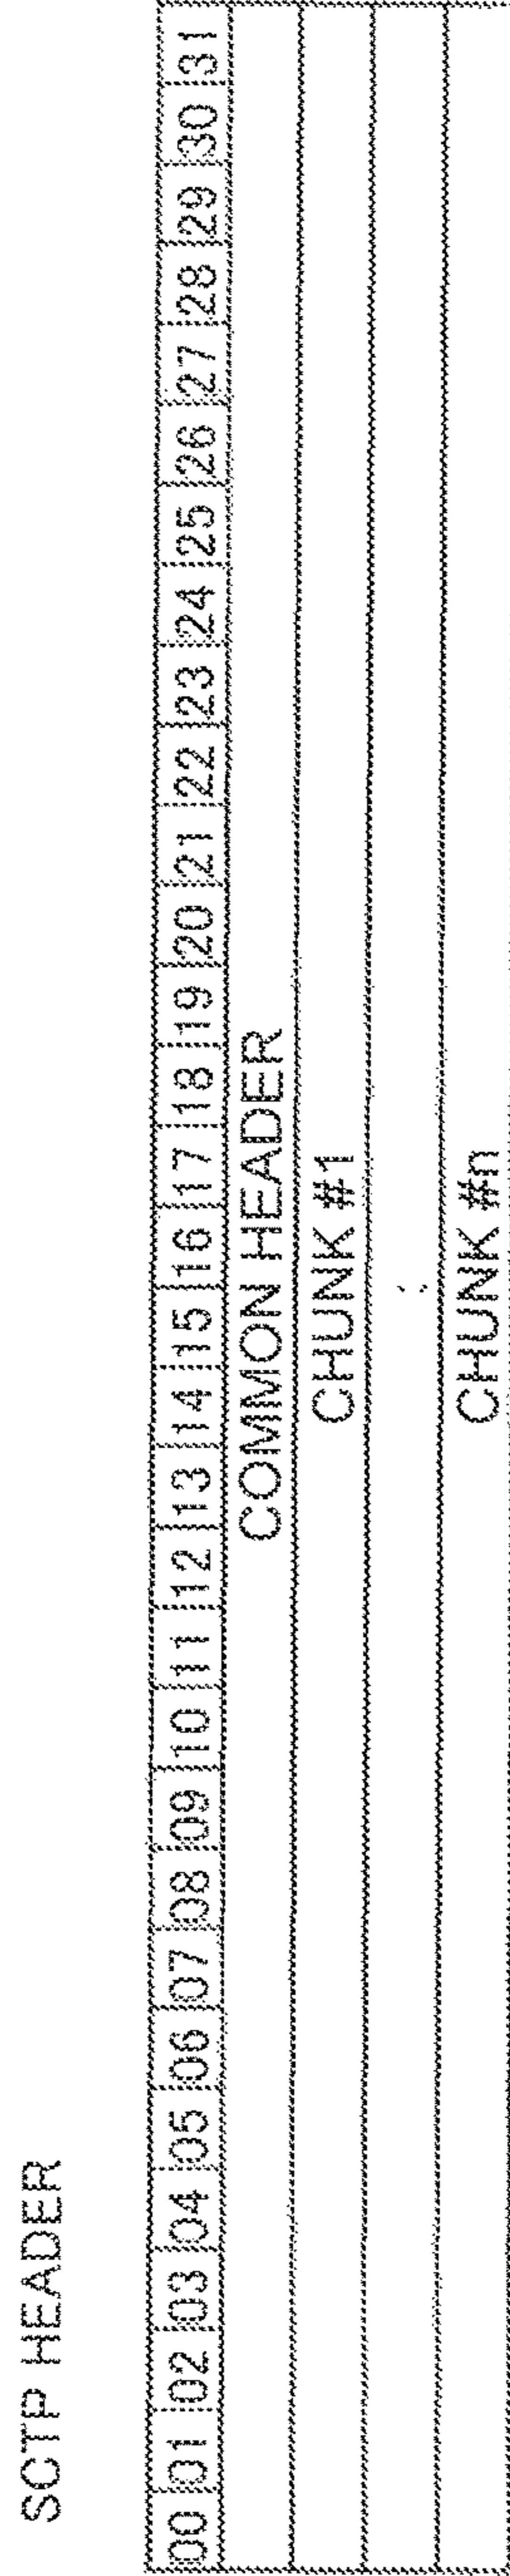 SCTP HEADER
00 01 02 03 04 05 06 07 08 09 10 11 12 13 14 15 16 17 18 19 20 21 22 23 24 25 26 27 28 29 30 31
COMMON HEADER
CHUNK #1
:
CHUNK #n